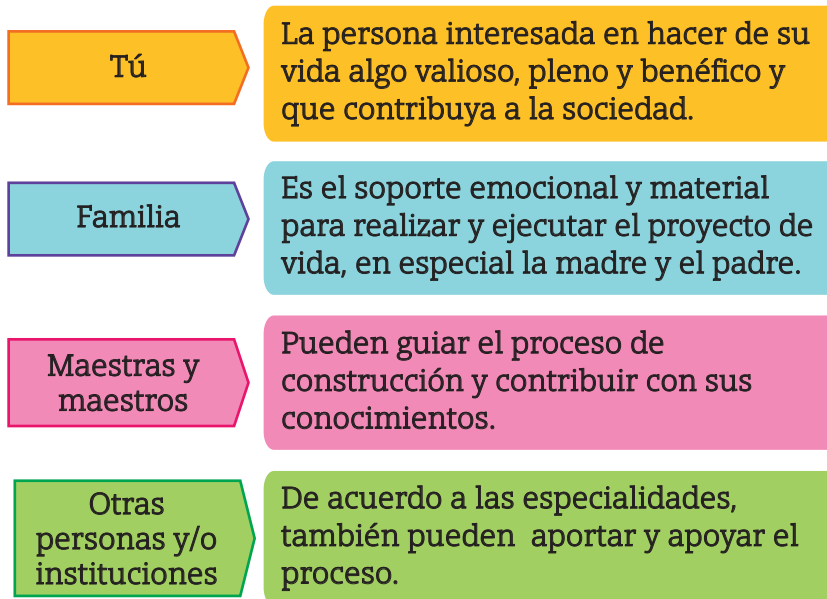 Tú
La persona interesada en hacer de su
vida algo valioso, pleno y benéfico y
que contribuya a la sociedad.
Familia
Es el soporte emocional y material
para realizar y ejecutar el proyecto de
vida, en especial la madre y el padre.
Maestras y
maestros
Pueden guiar el proceso de
construcción y contribuir con sus
conocimientos.
Otras
personas y/o
instituciones
De acuerdo a las especialidades,
también pueden aportar y apoyar el
proceso.